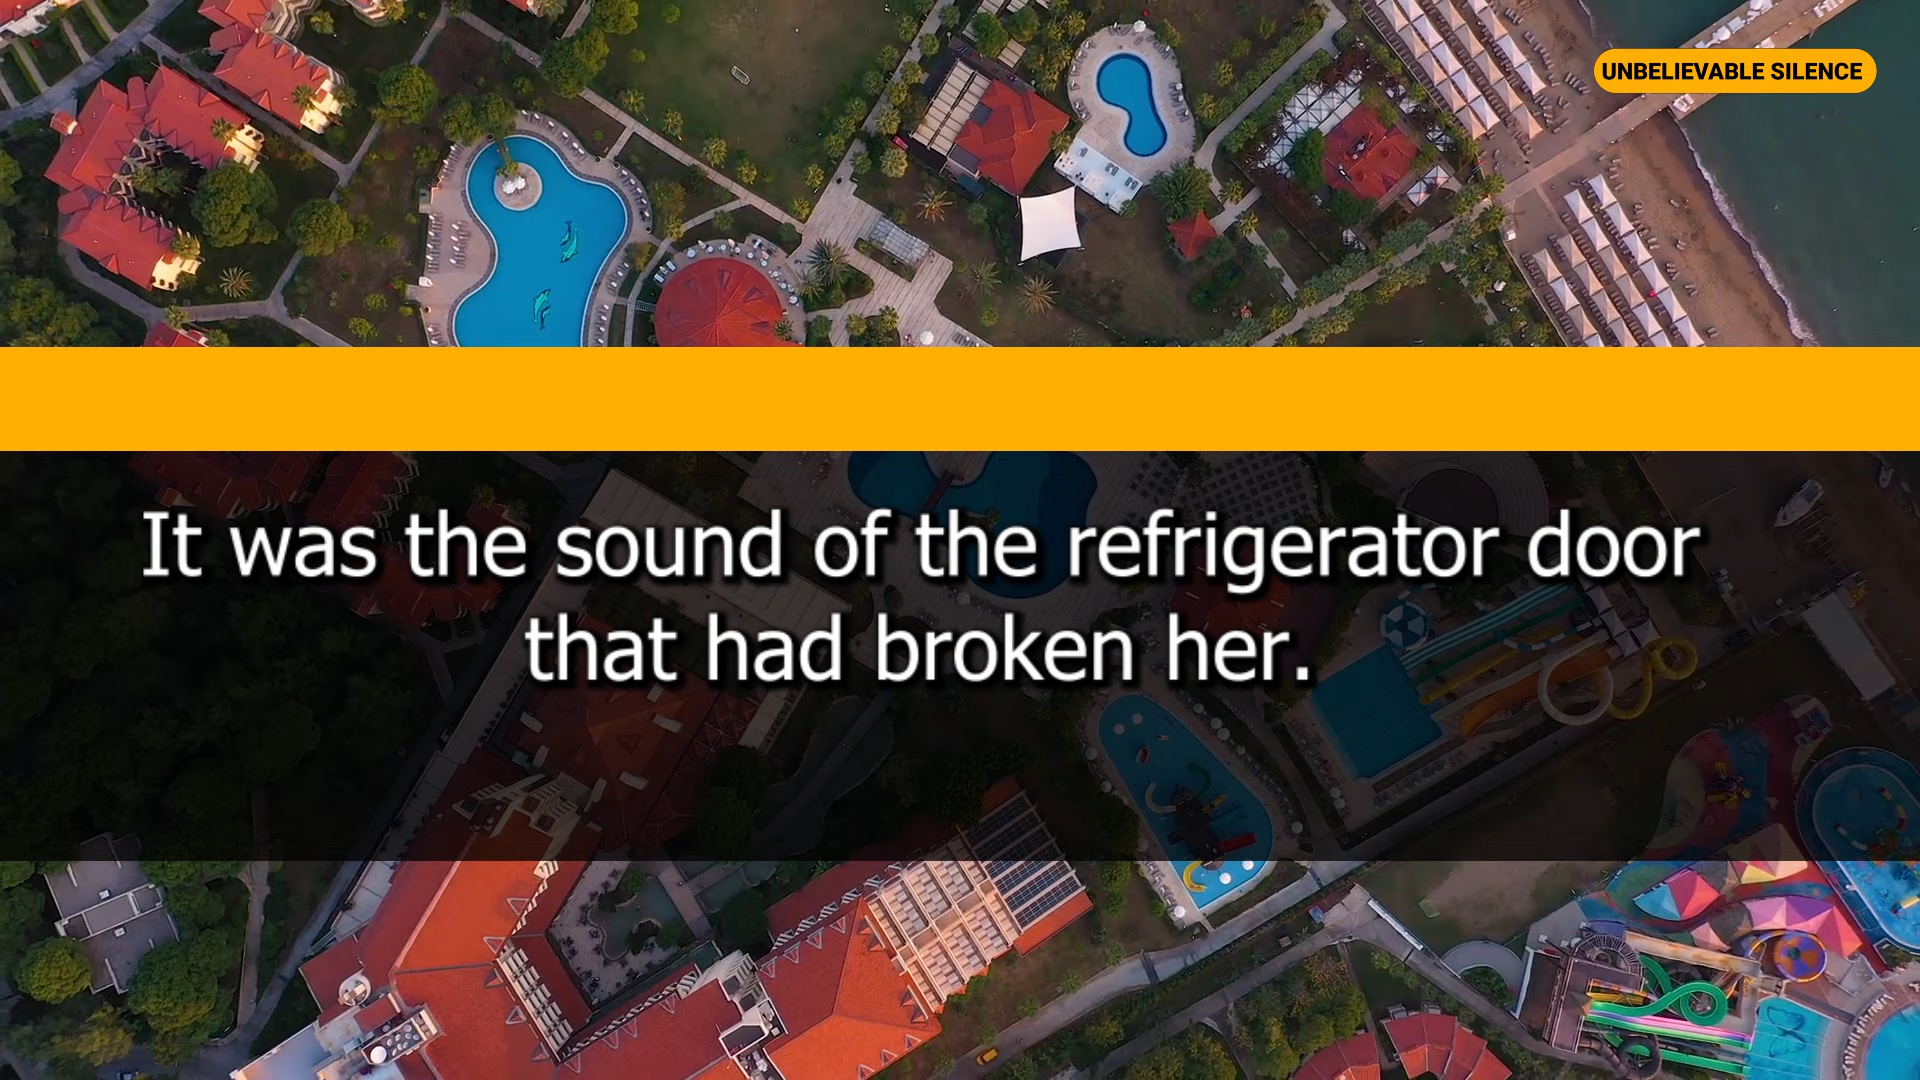 UNBELIEVABLE SILENCE
It was the sound of the refrigerator door
that had broken her.